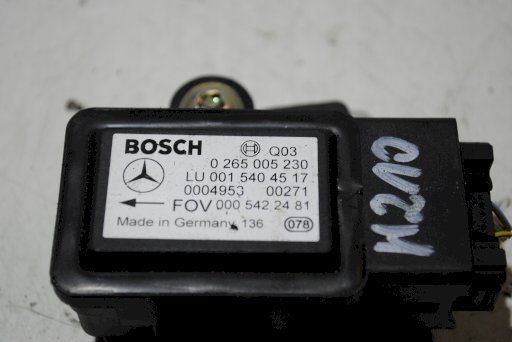 BOSCH Q03
0 265 005 230
LU 001 540 45 17
0004953 00271
FOV 000 542 24 81
Made in Germany 136 078